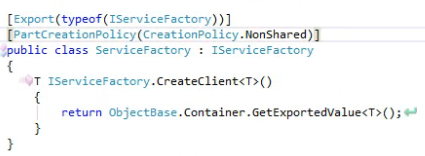 [Export(typeof(IServiceFactory))]
[PartCreationPolicy(CreationPolicy.NonShared)]
public class ServiceFactory : IServiceFactory
{
T IServiceFactory.CreateClient<T>()
{
return ObjectBase.Container.GetExportedValue<T>();
}
}